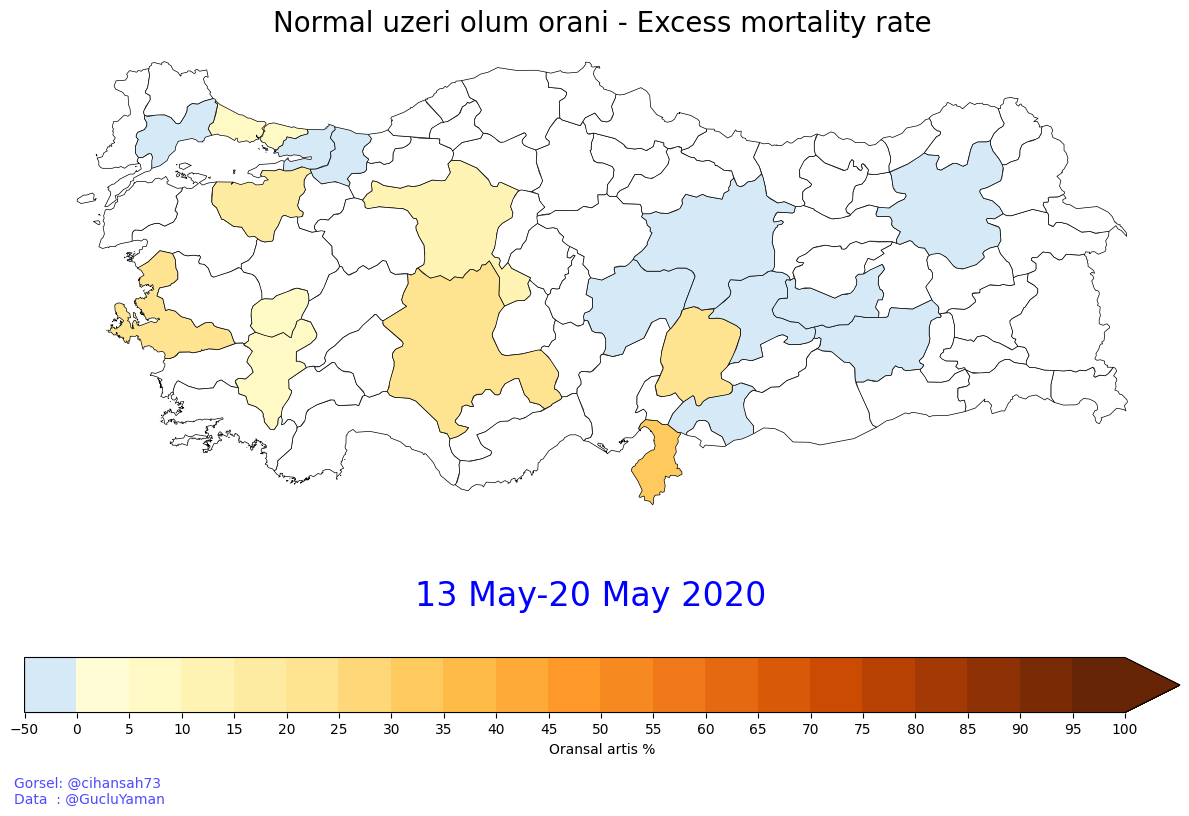 Normal uzeri olum orani - Excess mortality rate
13 May-20 May 2020
−50 0 5 10 15 20 25 30 35 40 45 50 55 60 65 70 75 80 85 90 95 100
Oransal artis %
Gorsel: @cihansah73
Data  : @GucluYaman